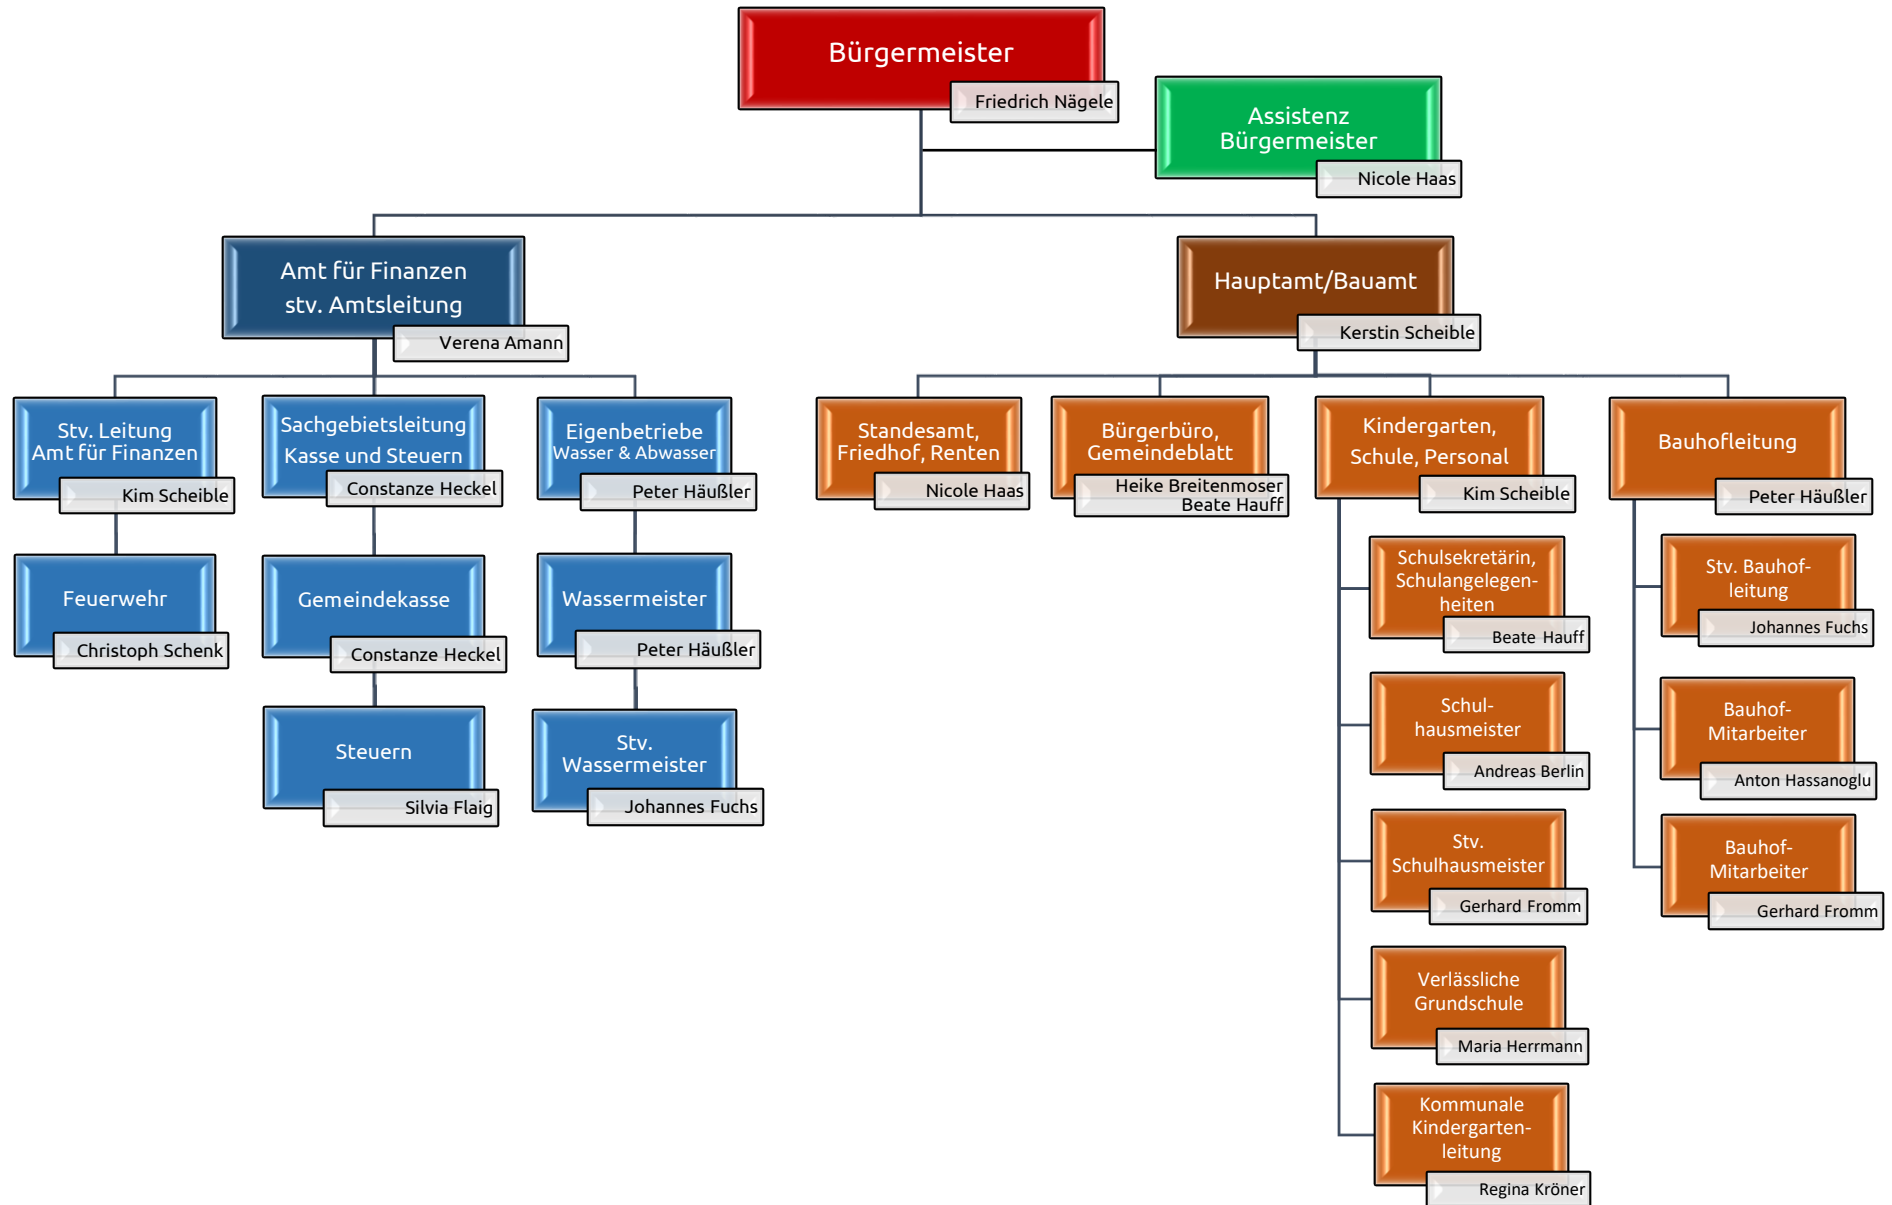 Bürgermeister
Friedrich Nägele
Assistenz
Bürgermeister
Nicole Haas
Amt für Finanzen
stv. Amtsleitung
Verena Amann
Hauptamt/Bauamt
Kerstin Scheible
Stv. Leitung
Amt für Finanzen
Kim Scheible
Sachgebietsleitung
Kasse und Steuern
Constanze Heckel
Eigenbetriebe
Wasser & Abwasser
Peter Häußler
Standesamt,
Friedhof, Renten
Nicole Haas
Bürgerbüro,
Gemeindeblatt
Heike Breitenmoser
Beate Hauff
Kindergarten,
Schule, Personal
Kim Scheible
Bauhofleitung
Peter Häußler
Feuerwehr
Christoph Schenk
Gemeindekasse
Constanze Heckel
Wassermeister
Peter Häußler
Steuern
Silvia Flaig
Stv.
Wassermeister
Johannes Fuchs
Schulsekretärin,
Schulangelegen-
heiten
Beate Hauff
Schul-
hausmeister
Andreas Berlin
Stv.
Schulhausmeister
Gerhard Fromm
Verlässliche
Grundschule
Maria Herrmann
Kommunale
Kindergarten-
leitung
Regina Kröner
Stv. Bauhof-
leitung
Johannes Fuchs
Bauhof-
Mitarbeiter
Anton Hassanoglu
Bauhof-
Mitarbeiter
Gerhard Fromm